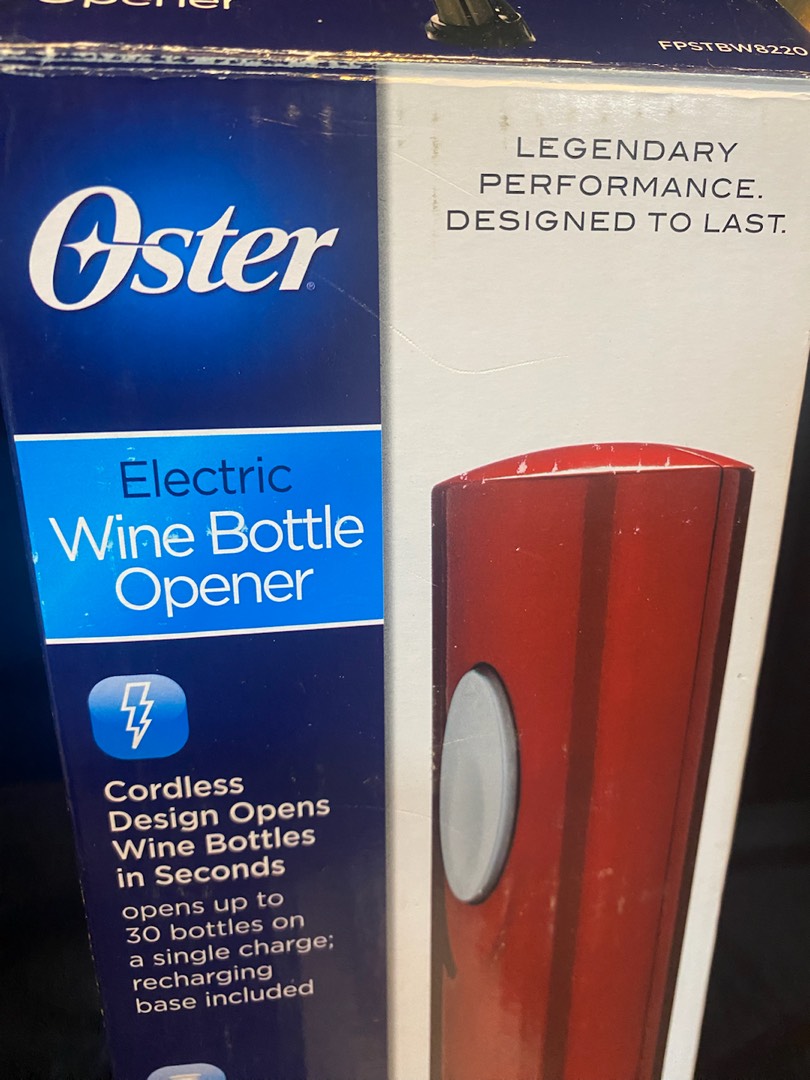 Opener
FPSTBW8220
Oster®
LEGENDARY
PERFORMANCE.
DESIGNED TO LAST.
Electric
Wine Bottle
Opener
Cordless
Design Opens
Wine Bottles
in Seconds
opens up to
30 bottles on
a single charge;
recharging
base included